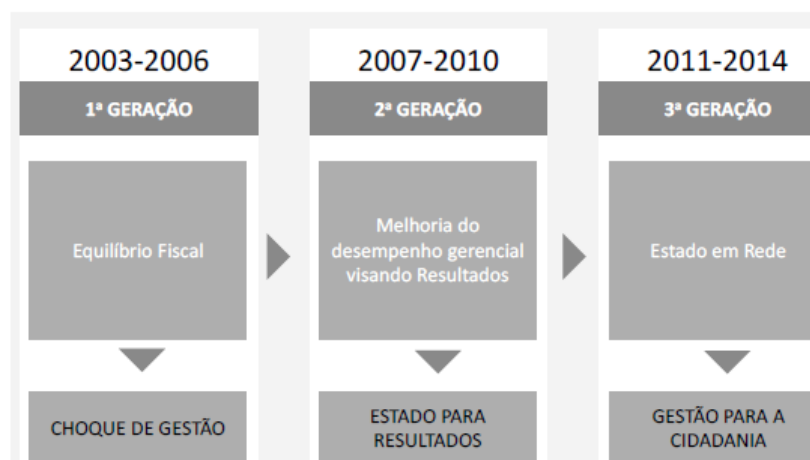 2003-2006
1ª GERAÇÃO
Equilíbrio Fiscal
CHOQUE DE GESTÃO
2007-2010
2ª GERAÇÃO
Melhoria do
desempenho gerencial
visando Resultados
ESTADO PARA
RESULTADOS
2011-2014
3ª GERAÇÃO
Estado em Rede
GESTÃO PARA A
CIDADANIA